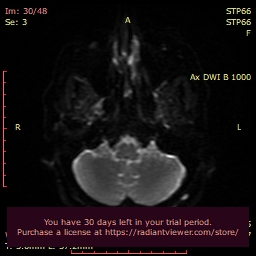 Im: 30/48
Se: 3
STP66
STP66
F
A
Ax DWI B 1000
R
L
You have 30 days left in your trial period.
Purchase a license at https://radiantviewer.com/store/